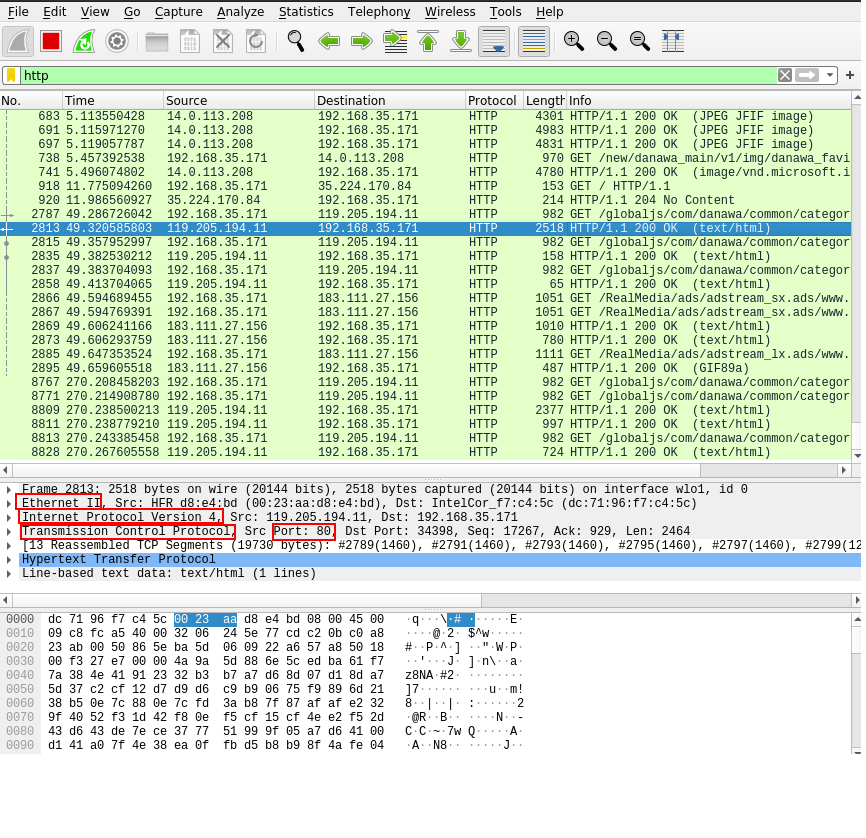 File Edit View Go Capture Analyze Statistics Telephony Wireless Tools Help
http
No. Time Source Destination Protocol Length Info
683 5.113550428 14.0.113.208 192.168.35.171 HTTP 4301 HTTP/1.1 200 OK (JPEG JFIF image)
691 5.115971270 14.0.113.208 192.168.35.171 HTTP 4983 HTTP/1.1 200 OK (JPEG JFIF image)
697 5.119057787 14.0.113.208 192.168.35.171 HTTP 4831 HTTP/1.1 200 OK (JPEG JFIF image)
738 5.457392538 192.168.35.171 14.0.113.208 HTTP 970 GET /new/danawa_main/v1/img/danawa_favi
741 5.496074802 14.0.113.208 192.168.35.171 HTTP 4780 HTTP/1.1 200 OK (image/vnd.microsoft.i
918 11.775094260 192.168.35.171 35.224.170.84 HTTP 153 GET / HTTP/1.1
920 11.986560927 35.224.170.84 192.168.35.171 HTTP 214 HTTP/1.1 204 No Content
2787 49.286726042 192.168.35.171 119.205.194.11 HTTP 982 GET /globaljs/com/danawa/common/categor
2813 49.320585803 119.205.194.11 192.168.35.171 HTTP 2518 HTTP/1.1 200 OK (text/html)
2815 49.357952997 192.168.35.171 119.205.194.11 HTTP 982 GET /globaljs/com/danawa/common/categor
2835 49.382530212 119.205.194.11 192.168.35.171 HTTP 158 HTTP/1.1 200 OK (text/html)
2837 49.383704093 192.168.35.171 119.205.194.11 HTTP 982 GET /globaljs/com/danawa/common/categor
2858 49.413704065 119.205.194.11 192.168.35.171 HTTP 65 HTTP/1.1 200 OK (text/html)
2866 49.594689455 192.168.35.171 183.111.27.156 HTTP 1051 GET /RealMedia/ads/adstream_sx.ads/www.
2867 49.594769391 192.168.35.171 183.111.27.156 HTTP 1051 GET /RealMedia/ads/adstream_sx.ads/www.
2869 49.606241166 183.111.27.156 192.168.35.171 HTTP 1010 HTTP/1.1 200 OK (text/html)
2873 49.606293759 183.111.27.156 192.168.35.171 HTTP 780 HTTP/1.1 200 OK (text/html)
2885 49.647353524 192.168.35.171 183.111.27.156 HTTP 1111 GET /RealMedia/ads/adstream_lx.ads/www.
2895 49.659605518 183.111.27.156 192.168.35.171 HTTP 487 HTTP/1.1 200 OK (GIF89a)
8767 270.208458203 192.168.35.171 119.205.194.11 HTTP 982 GET /globaljs/com/danawa/common/categor
8771 270.214908780 192.168.35.171 119.205.194.11 HTTP 982 GET /globaljs/com/danawa/common/categor
8809 270.238500213 119.205.194.11 192.168.35.171 HTTP 2377 HTTP/1.1 200 OK (text/html)
8811 270.238779210 119.205.194.11 192.168.35.171 HTTP 997 HTTP/1.1 200 OK (text/html)
8813 270.243385458 192.168.35.171 119.205.194.11 HTTP 982 GET /globaljs/com/danawa/common/categor
8828 270.267605558 119.205.194.11 192.168.35.171 HTTP 724 HTTP/1.1 200 OK (text/html)
Frame 2813: 2518 bytes on wire (20144 bits), 2518 bytes captured (20144 bits) on interface wlo1, id 0
Ethernet II, Src: HFR_d8:e4:bd (00:23:aa:d8:e4:bd), Dst: IntelCor_f7:c4:5c (dc:71:96:f7:c4:5c)
Internet Protocol Version 4, Src: 119.205.194.11, Dst: 192.168.35.171
Transmission Control Protocol, Src Port: 80, Dst Port: 34398, Seq: 17267, Ack: 929, Len: 2464
[13 Reassembled TCP Segments (19730 bytes): #2789(1460), #2791(1460), #2793(1460), #2795(1460), #2797(1460), #2799(12
Hypertext Transfer Protocol
Line-based text data: text/html (1 lines)
0000 dc 71 96 f7 c4 5c 00 23 aa d8 e4 bd 08 00 45 00 ·q···\·# ······E·
0010 09 c8 fc a5 40 00 32 06 24 5e 77 cd c2 0b c0 a8 ····@·2· $^w·····
0020 23 ab 00 50 86 5e ba 5d 06 09 22 a6 57 a8 50 18 #··P·^·] ··"·W·P·
0030 00 f3 27 e7 00 00 4a 9a 5d 88 6e 5c ed ba 61 f7 ··'···J· ]·n\··a·
0040 7a 38 4e 41 91 23 32 b3 b7 a7 d6 8d 07 d1 8d a7 z8NA·#2· ········
0050 5d 37 c2 cf 12 d7 d9 d6 c9 b9 06 75 f9 89 6d 21 ]7······ ···u··m!
0060 38 b5 0e 7c 88 0e 7c fd 3a b8 7f 87 af af e2 32 8··|··|· :······2
0070 9f 40 52 f3 1d 42 f8 0e f5 cf 15 cf 4e e2 f5 2d ·@R··B·· ····N··-
0080 43 d6 43 de 7e ce 37 77 51 99 9f 05 a7 d6 41 00 C·C·~·7w Q·····A·
0090 d1 41 a0 7f 4e 38 ea 0f fb d5 b8 b9 8f 4a fe 04 ·A··N8·· ·····J··